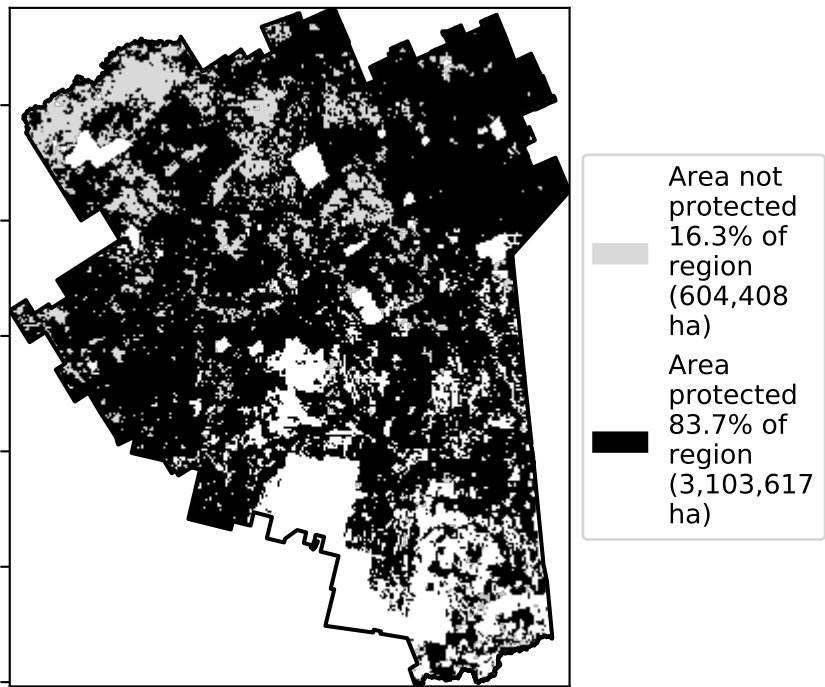 Area not
protected
16.3% of
region
(604,408
ha)
Area
protected
83.7% of
region
(3,103,617
ha)